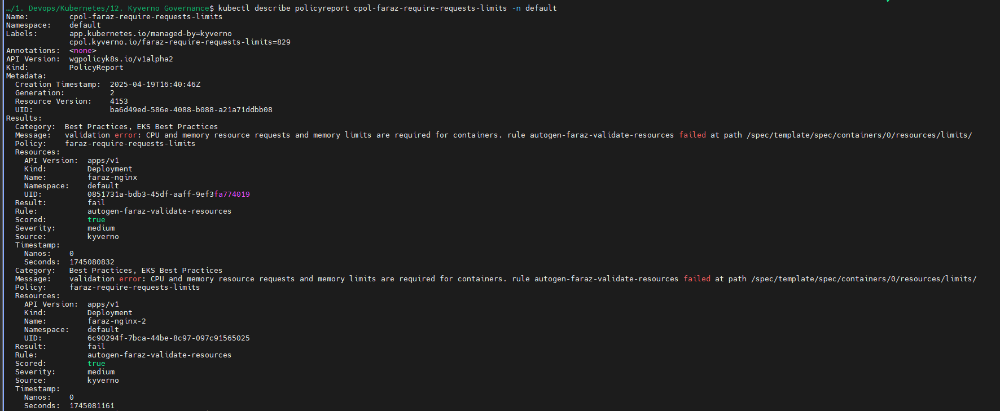 …/1. Devops/Kubernetes/12. Kyverno Governance$ kubectl describe policyreport cpol-faraz-require-requests-limits -n default
Name:         cpol-faraz-require-requests-limits
Namespace:    default
Labels:       app.kubernetes.io/managed-by=kyverno
              cpol.kyverno.io/faraz-require-requests-limits=829
Annotations:  <none>
API Version:  wgpolicyk8s.io/v1alpha2
Kind:         PolicyReport
Metadata:
  Creation Timestamp:  2025-04-19T16:40:46Z
  Generation:          2
  Resource Version:    4153
  UID:                 ba6d49ed-586e-4088-b088-a21a71ddbb08
Results:
  Category:  Best Practices, EKS Best Practices
  Message:   validation error: CPU and memory resource requests and memory limits are required for containers. rule autogen-faraz-validate-resources failed at path /spec/template/spec/containers/0/resources/limits/
  Policy:    faraz-require-requests-limits
  Resources:
    API Version:  apps/v1
    Kind:         Deployment
    Name:         faraz-nginx
    Namespace:    default
    UID:          0851731a-bdb3-45df-aaff-9ef3fa774019
  Result:         fail
  Rule:           autogen-faraz-validate-resources
  Scored:         true
  Severity:       medium
  Source:         kyverno
  Timestamp:
    Nanos:    0
    Seconds:  1745080832
  Category:   Best Practices, EKS Best Practices
  Message:    validation error: CPU and memory resource requests and memory limits are required for containers. rule autogen-faraz-validate-resources failed at path /spec/template/spec/containers/0/resources/limits/
  Policy:     faraz-require-requests-limits
  Resources:
    API Version:  apps/v1
    Kind:         Deployment
    Name:         faraz-nginx-2
    Namespace:    default
    UID:          6c90294f-7bca-44be-8c97-097c91565025
  Result:         fail
  Rule:           autogen-faraz-validate-resources
  Scored:         true
  Severity:       medium
  Source:         kyverno
  Timestamp:
    Nanos:    0
    Seconds:  1745081161